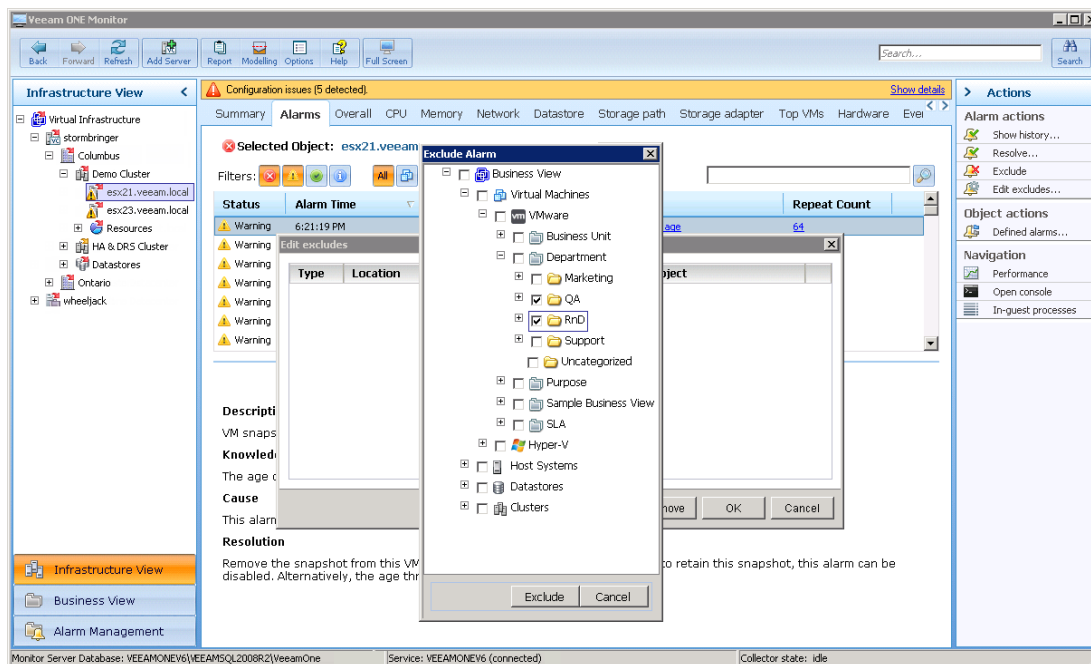 Veeam ONE Monitor
Back
Forward
Refresh
Add Server
Report
Modelling
Options
Help
Full Screen
Search...
Search
Infrastructure View
Virtual Infrastructure
stormbringer
Columbus
Demo Cluster
esx21.veeam.local
esx23.veeam.local
Resources
HA & DRS Cluster
Datastores
Ontario
wheeljack
Infrastructure View
Business View
Alarm Management
Configuration issues (5 detected).
Show details
Summary
Alarms
Overall
CPU
Memory
Network
Datastore
Storage path
Storage adapter
Top VMs
Hardware
Selected Object: esx21.veeam
Filters:
All
Status
Alarm Time
Repeat Count
Warning
6:21:19 PM
age
64
Warning
Warning
Warning
Warning
Warning
Warning
Edit excludes
Type
Location
OK
Cancel
Exclude Alarm
Business View
Virtual Machines
vm VMware
Business Unit
Department
Marketing
QA
RnD
Support
Uncategorized
Purpose
Sample Business View
SLA
Hyper-V
Host Systems
Datastores
Clusters
Exclude
Cancel
Descripti
VM snaps
Knowled
The age
Cause
This alarm
Resolution
Remove the snapshot from this VM
to retain this snapshot, this alarm can be
disabled. Alternatively, the age thr
Actions
Alarm actions
Show history...
Resolve...
Exclude
Edit excludes...
Object actions
Defined alarms...
Navigation
Performance
Open console
In-guest processes
Monitor Server Database: VEEAMONEV6\VEEAMSQL2008R2\VeeamOne
Service: VEEAMONEV6 (connected)
Collector state: idle